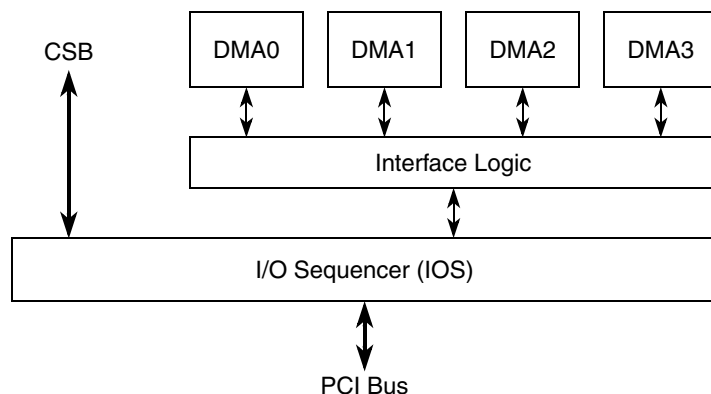 CSB
DMA0 DMA1 DMA2 DMA3
Interface Logic
I/O Sequencer (IOS)
PCI Bus